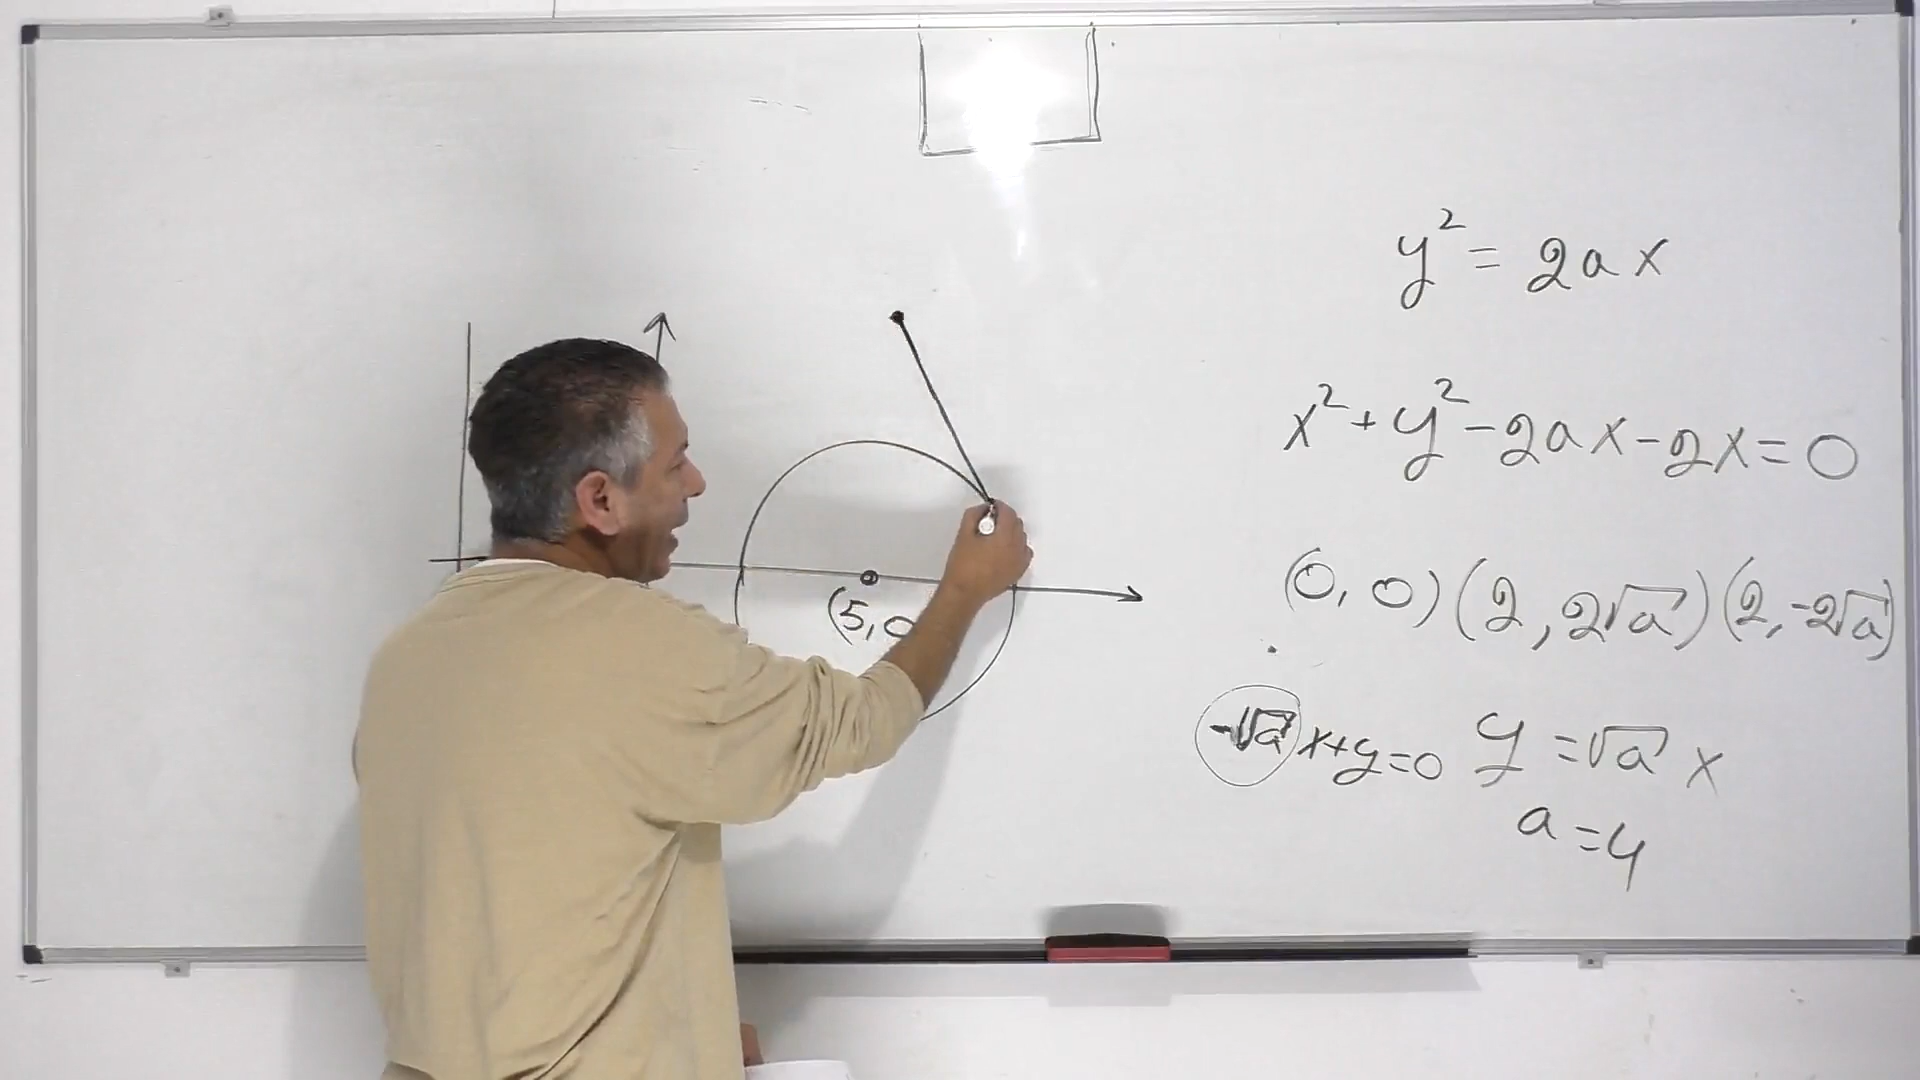 y² = 2ax
x² + y² - 2ax - 2x = 0
(0, 0) (2, 2√a) (2, -2√a)
-√a x + y = 0 y = √a x
a = 4
(5, 0